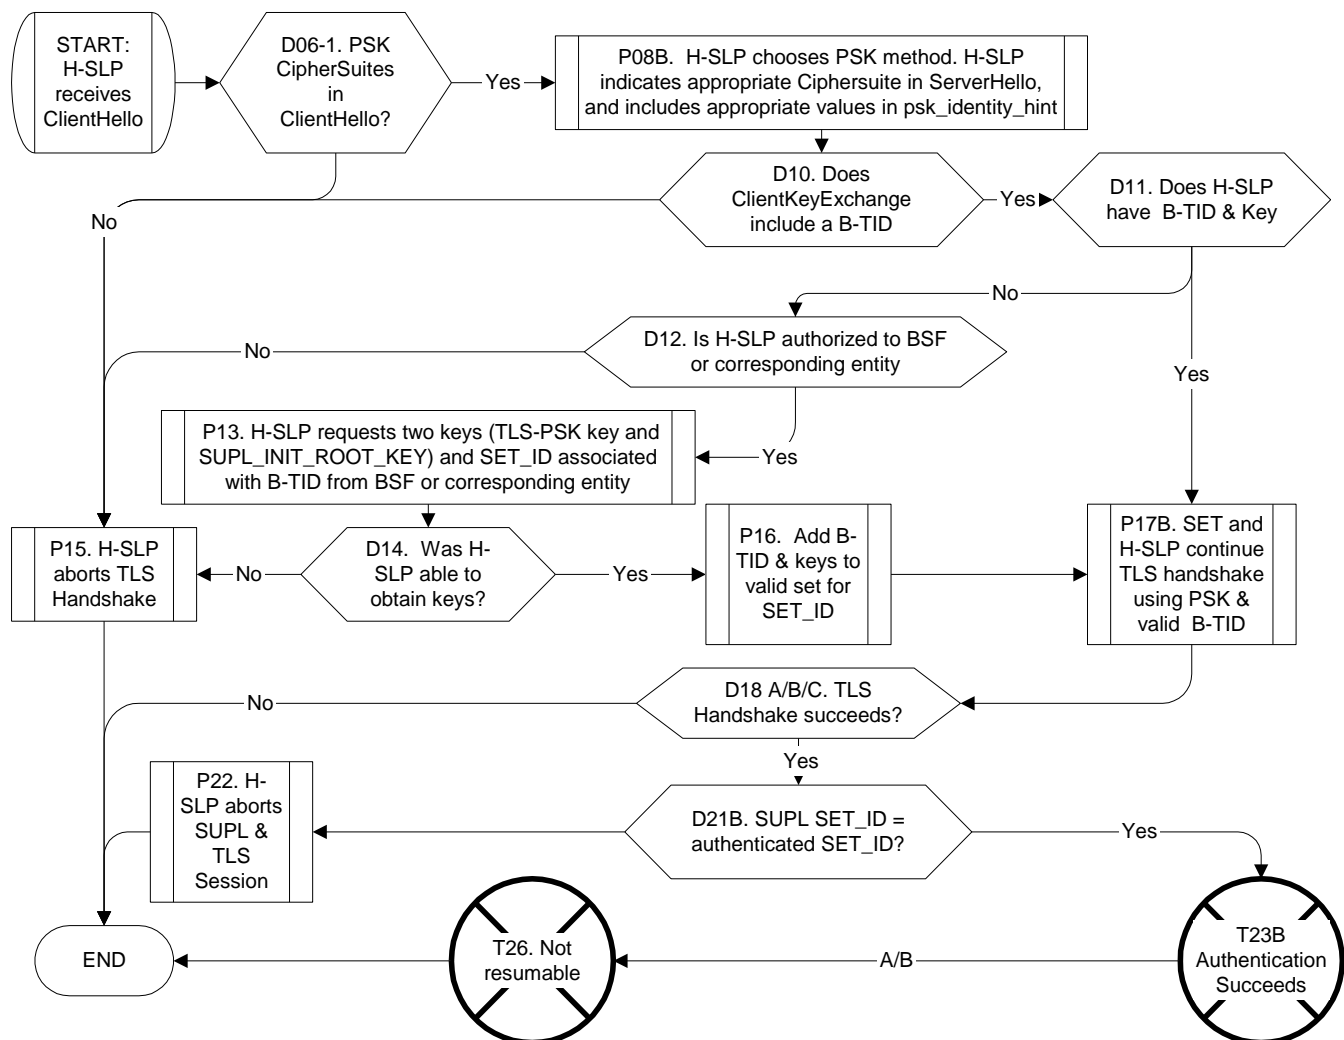 START:
H-SLP
receives
ClientHello
D06-1. PSK
CipherSuites
in
ClientHello?
Yes
P08B.  H-SLP chooses PSK method. H-SLP
indicates appropriate Ciphersuite in ServerHello,
and includes appropriate values in psk_identity_hint
No
D10. Does
ClientKeyExchange
include a B-TID
Yes
D11. Does H-SLP
have  B-TID & Key
No
D12. Is H-SLP authorized to BSF
or corresponding entity
No
Yes
Yes
P13. H-SLP requests two keys (TLS-PSK key and
SUPL_INIT_ROOT_KEY) and SET_ID associated
with B-TID from BSF or corresponding entity
P15. H-SLP
aborts TLS
Handshake
No
D14.  Was H-
SLP able to
obtain keys?
Yes
P16.  Add B-
TID & keys to
valid set for
SET_ID
P17B. SET and
H-SLP continue
TLS handshake
using PSK &
valid  B-TID
No
D18 A/B/C. TLS
Handshake succeeds?
Yes
P22. H-
SLP aborts
SUPL &
TLS
Session
D21B. SUPL SET_ID =
authenticated SET_ID?
Yes
END
T26. Not
resumable
A/B
T23B
Authentication
Succeeds